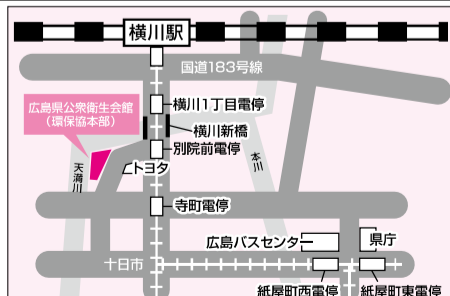 横川駅
国道183号線
広島県公衆衛生会館
（環保協本部）
横川1丁目電停
横川新橋
別院前電停
トヨタ
天満川
本川
寺町電停
広島バスセンター
県庁
十日市
紙屋町西電停
紙屋町東電停